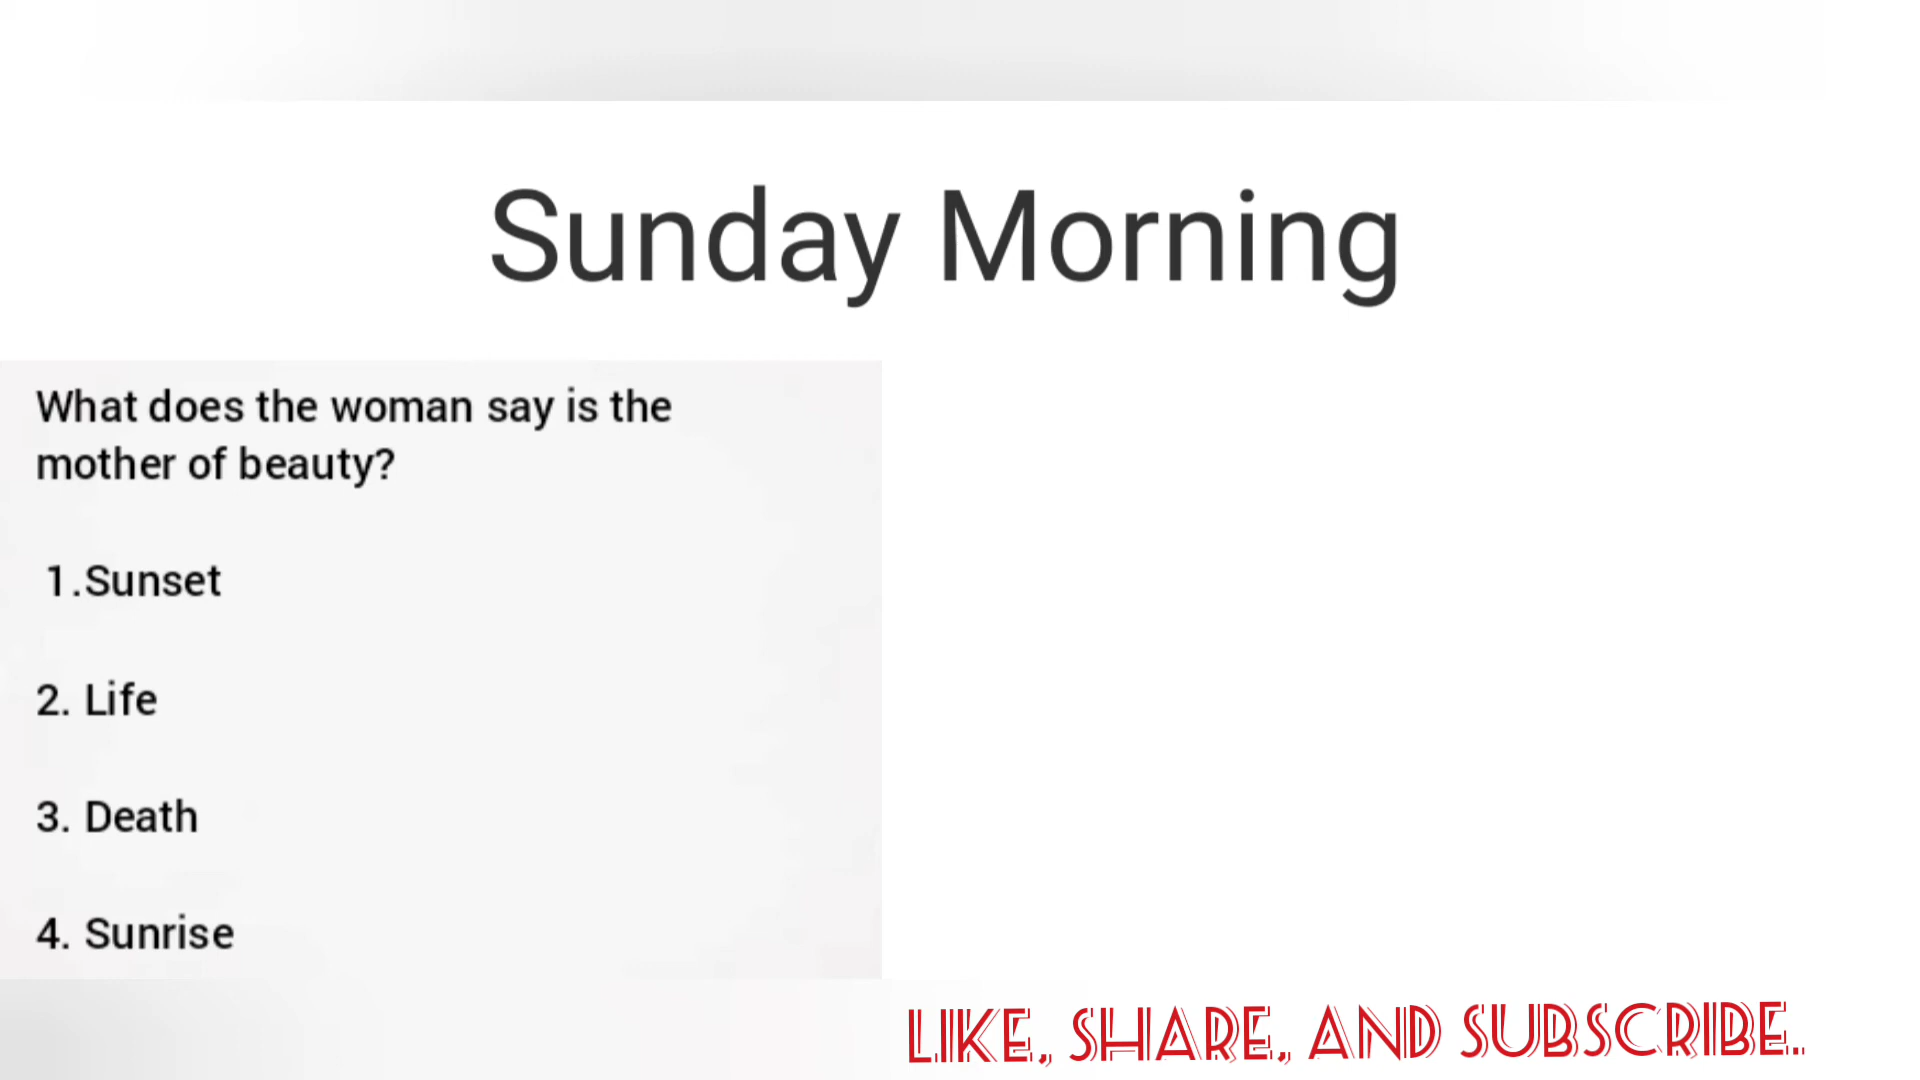 Sunday Morning
What does the woman say is the
mother of beauty?
1.Sunset
2. Life
3. Death
4. Sunrise
LIKE, SHARE, AND SUBSCRIBE..